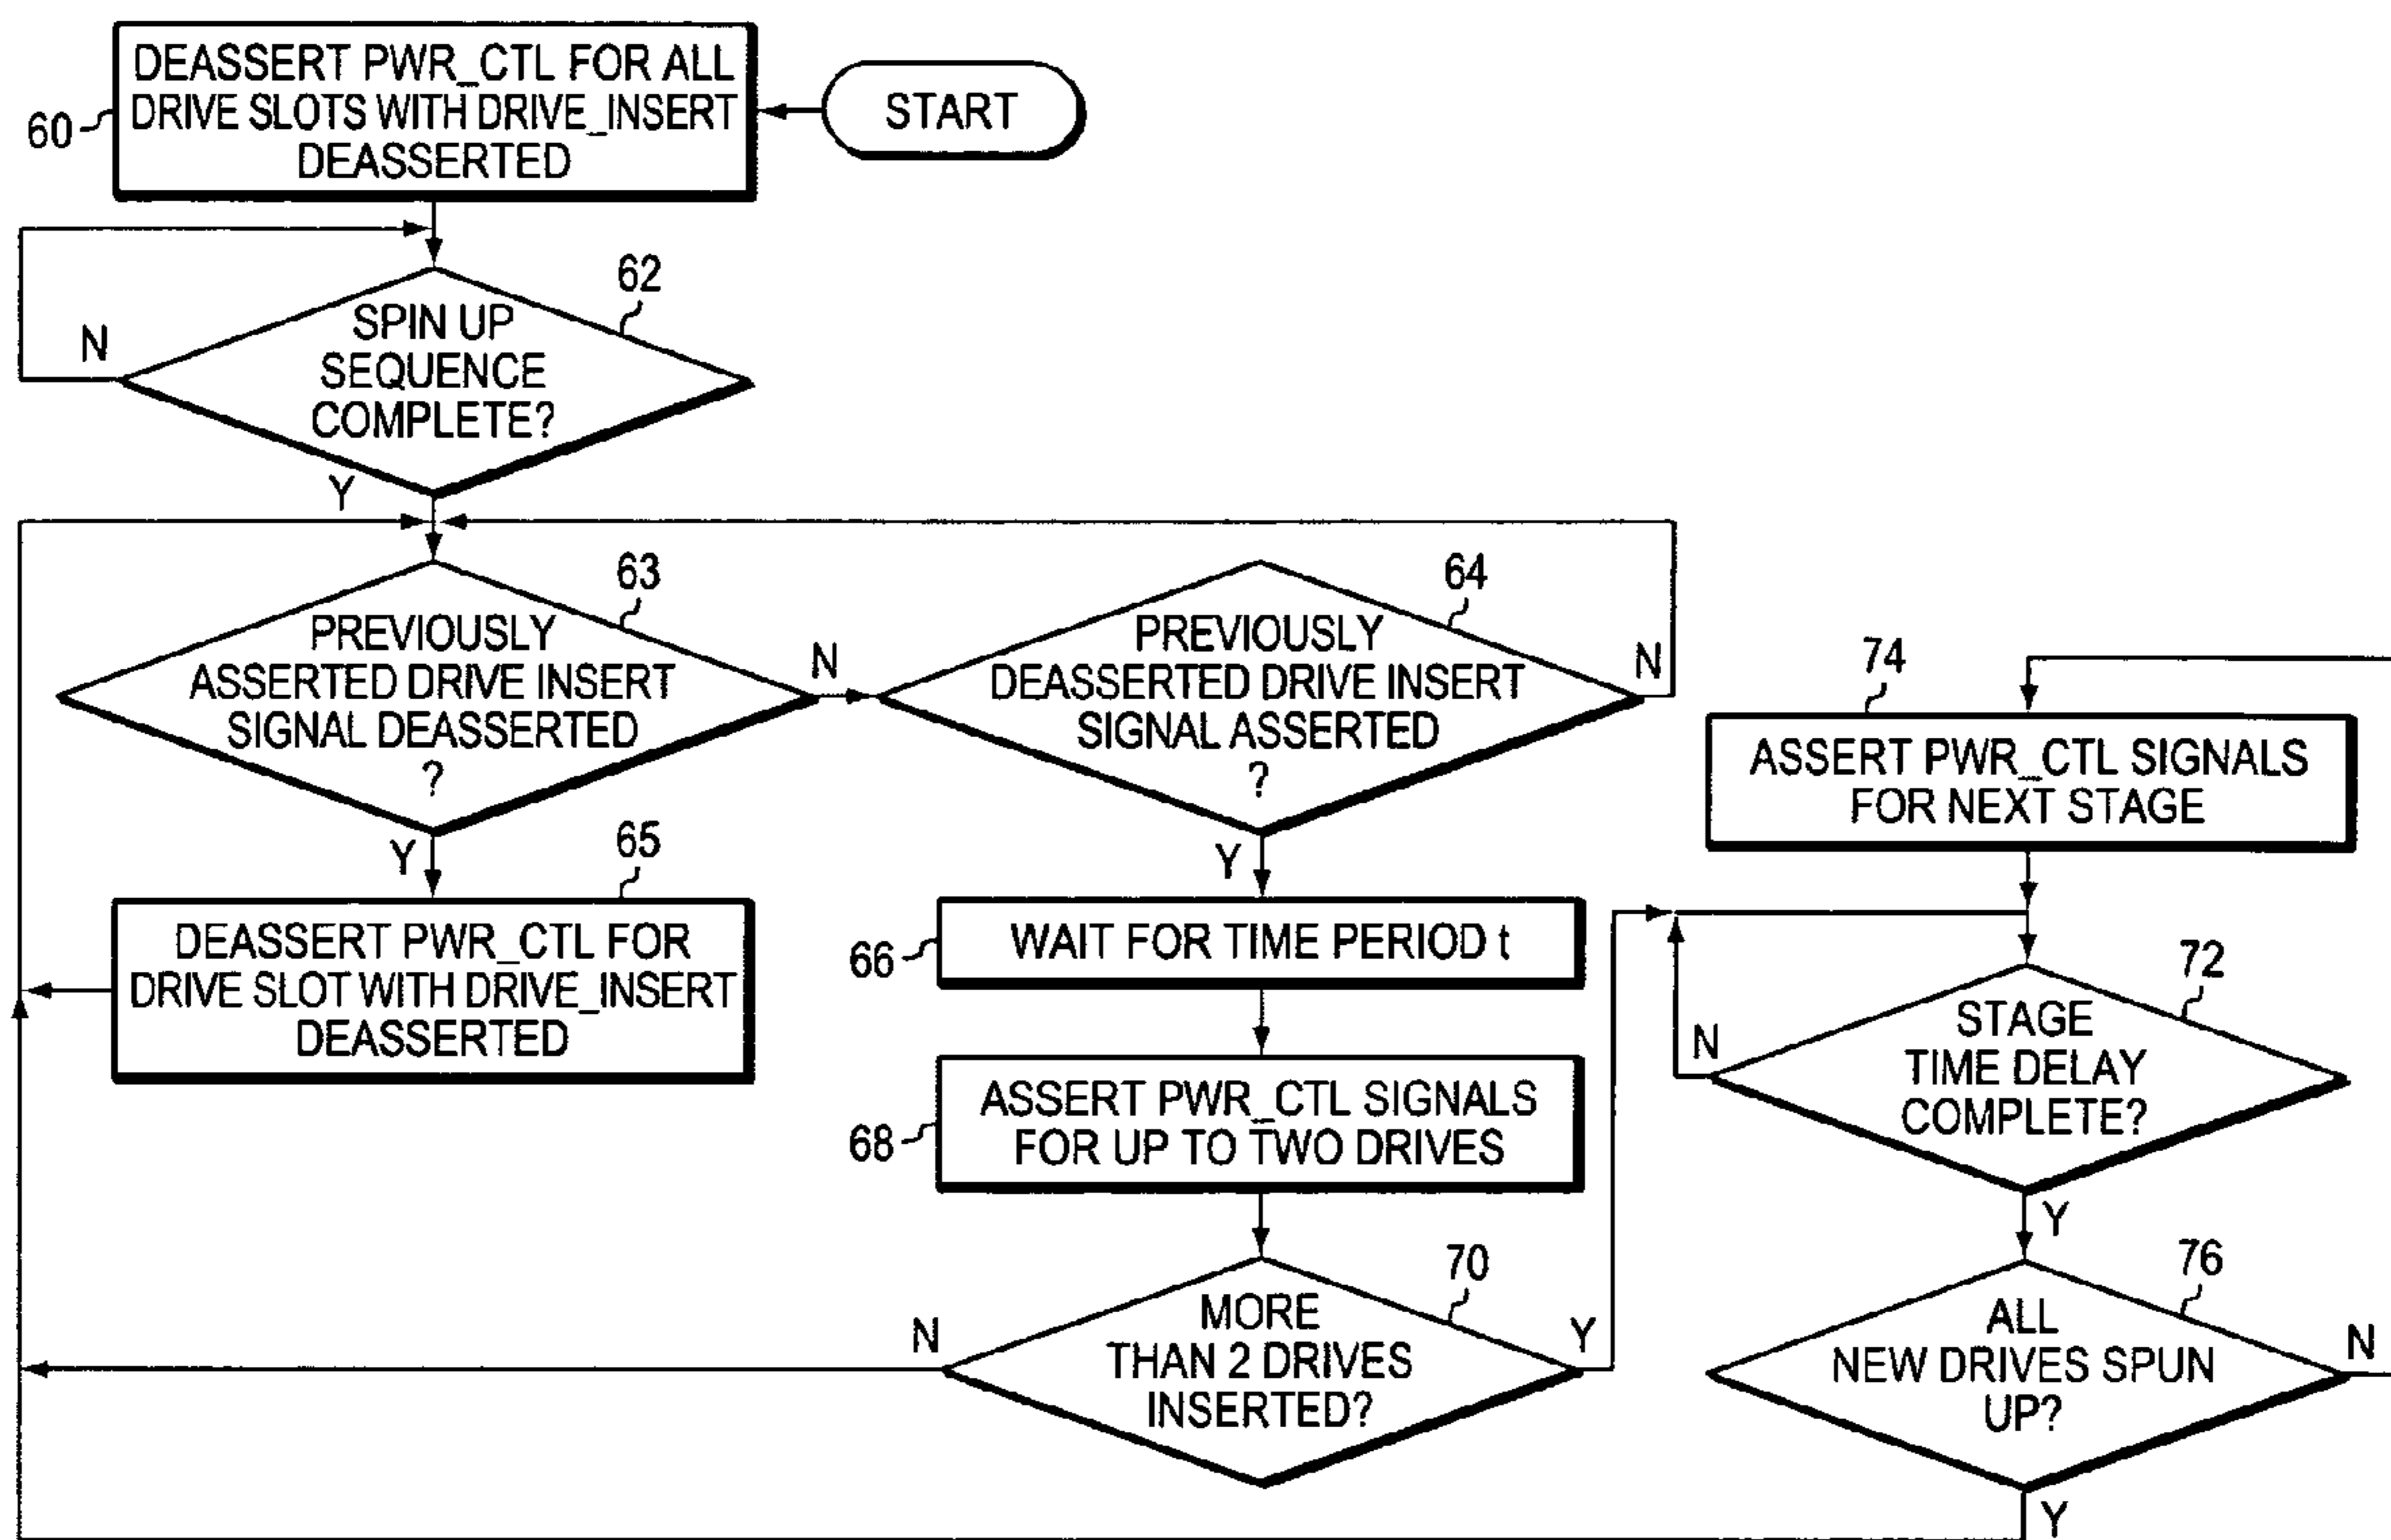 DEASSERT PWR_CTL FOR ALL
DRIVE SLOTS WITH DRIVE_INSERT
DEASSERTED
60
START
62
SPIN UP
SEQUENCE
COMPLETE?
N
Y
63
PREVIOUSLY
ASSERTED DRIVE INSERT
SIGNAL DEASSERTED
?
N
Y
64
PREVIOUSLY
DEASSERTED DRIVE INSERT
SIGNAL ASSERTED
?
N
Y
65
DEASSERT PWR_CTL FOR
DRIVE SLOT WITH DRIVE_INSERT
DEASSERTED
66
WAIT FOR TIME PERIOD t
68
ASSERT PWR_CTL SIGNALS
FOR UP TO TWO DRIVES
70
MORE
THAN 2 DRIVES
INSERTED?
N
Y
74
ASSERT PWR_CTL SIGNALS
FOR NEXT STAGE
72
STAGE
TIME DELAY
COMPLETE?
N
Y
76
ALL
NEW DRIVES SPUN
UP?
N
Y